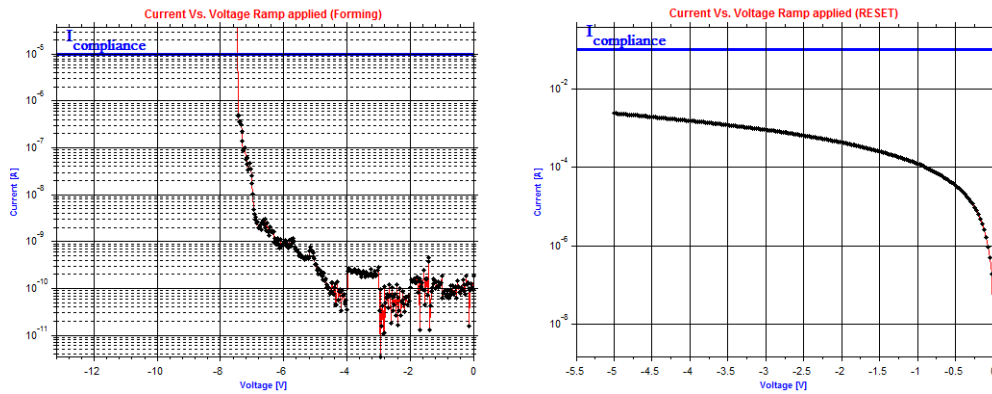 Current Vs. Voltage Ramp applied (Forming)
I compliance
10^-5
10^-6
10^-7
10^-8
10^-9
10^-10
10^-11
Current [A]
-12 -10 -8 -6 -4 -2 0
Voltage [V]
Current Vs. Voltage Ramp applied (RESET)
I compliance
10^-2
10^-4
10^-6
10^-8
Current [A]
-5.5 -5 -4.5 -4 -3.5 -3 -2.5 -2 -1.5 -1 -0.5 0
Voltage [V]